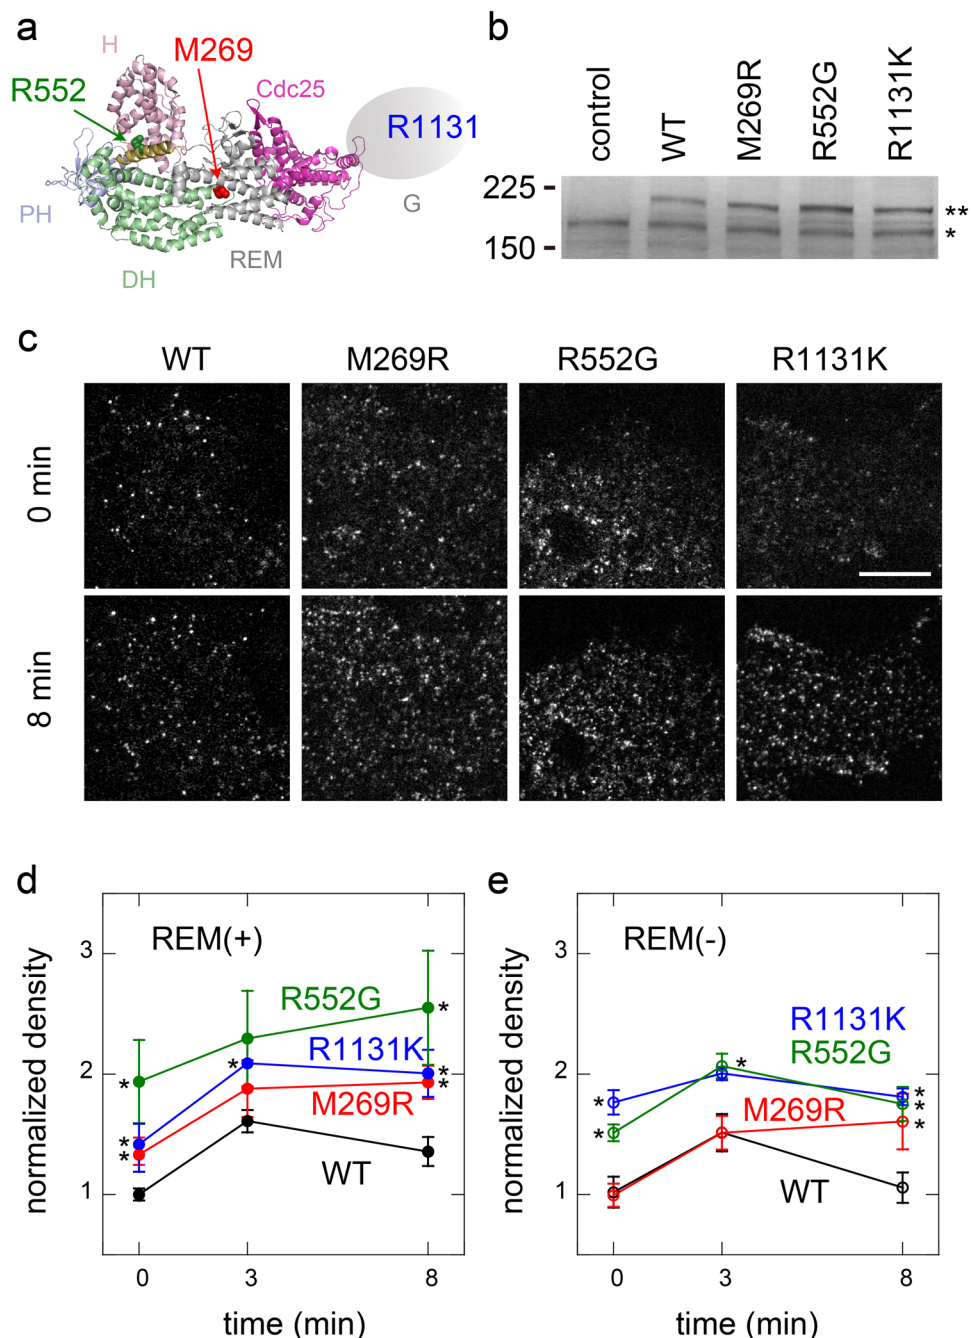 a
H
M269
R552
Cdc25
R1131
G
PH
REM
DH
b
control
WT
M269R
R552G
R1131K
225
150
**
*
c
WT M269R R552G R1131K
0 min
8 min
d
REM(+)
3
2
1
normalized density
R552G
R1131K
M269R
WT
* * * * * * *
0 3 8
time (min)
e
REM(-)
3
2
1
normalized density
R1131K
R552G
M269R
WT
* * * * * *
0 3 8
time (min)